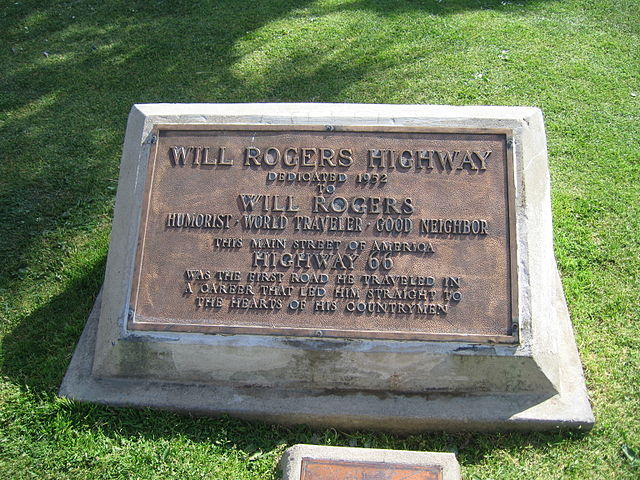 WILL ROGERS HIGHWAY
DEDICATED 1952
TO
WILL ROGERS
HUMORIST - WORLD TRAVELER - GOOD NEIGHBOR
THIS MAIN STREET OF AMERICA
HIGHWAY 66
WAS THE FIRST ROAD HE TRAVELED IN
A CAREER THAT LED HIM STRAIGHT TO
THE HEARTS OF HIS COUNTRYMEN